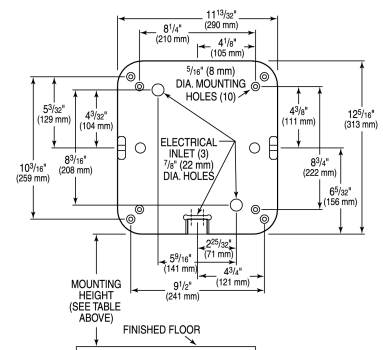 11 13/32"
(290 mm)
8 1/4"
(210 mm)
4 1/8"
(105 mm)
5/16" (8 mm)
DIA. MOUNTING
HOLES (10)
5 3/32"
(129 mm)
4 3/32"
(104 mm)
4 3/8"
(111 mm)
12 5/16"
(313 mm)
ELECTRICAL
INLET (3)
7/8" (22 mm)
DIA. HOLES
10 3/16"
(259 mm)
8 3/16"
(208 mm)
8 3/4"
(222 mm)
6 5/32"
(156 mm)
2 25/32"
(71 mm)
5 9/16"
(141 mm)
4 3/4"
(121 mm)
9 1/2"
(241 mm)
MOUNTING
HEIGHT
(SEE TABLE
ABOVE)
FINISHED FLOOR